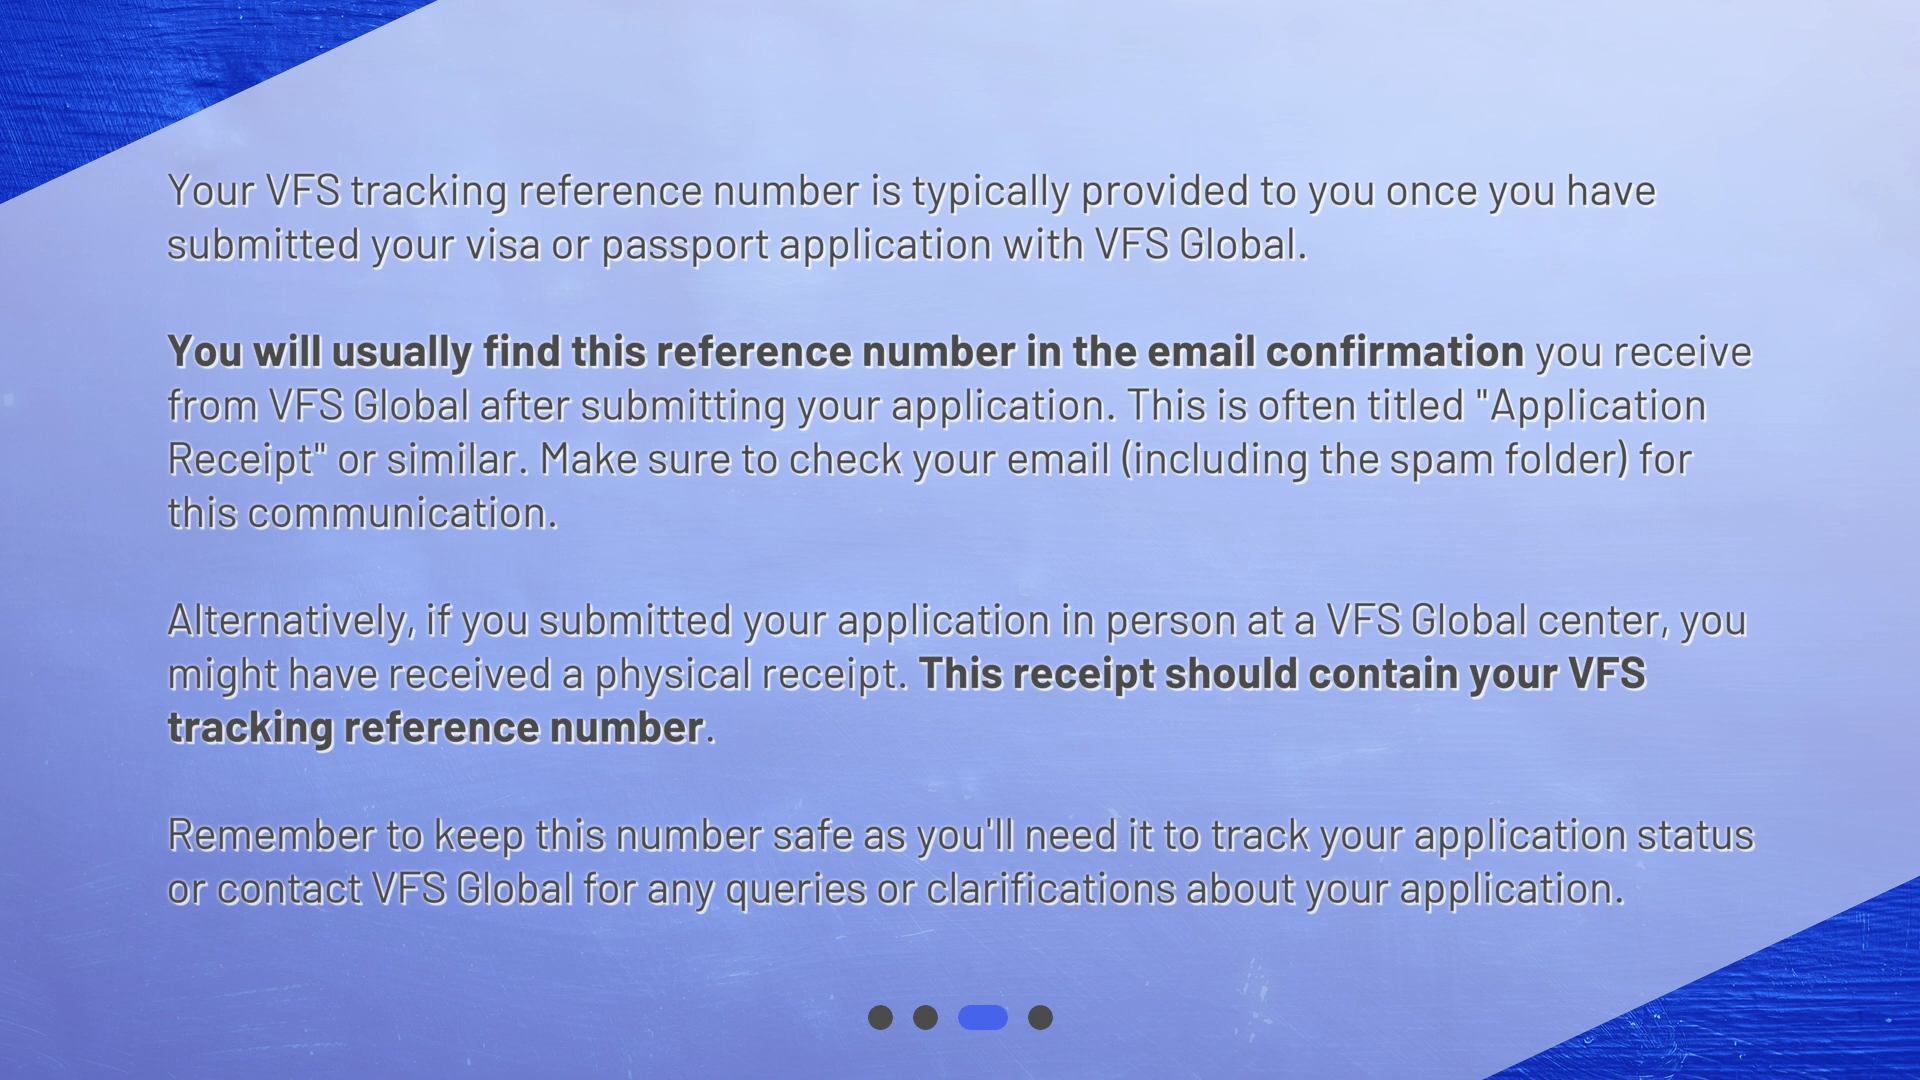 Your VFS tracking reference number is typically provided to you once you have
submitted your visa or passport application with VFS Global.
You will usually find this reference number in the email confirmation you receive
from VFS Global after submitting your application. This is often titled "Application
Receipt" or similar. Make sure to check your email (including the spam folder) for
this communication.
Alternatively, if you submitted your application in person at a VFS Global center, you
might have received a physical receipt. This receipt should contain your VFS
tracking reference number.
Remember to keep this number safe as you'll need it to track your application status
or contact VFS Global for any queries or clarifications about your application.